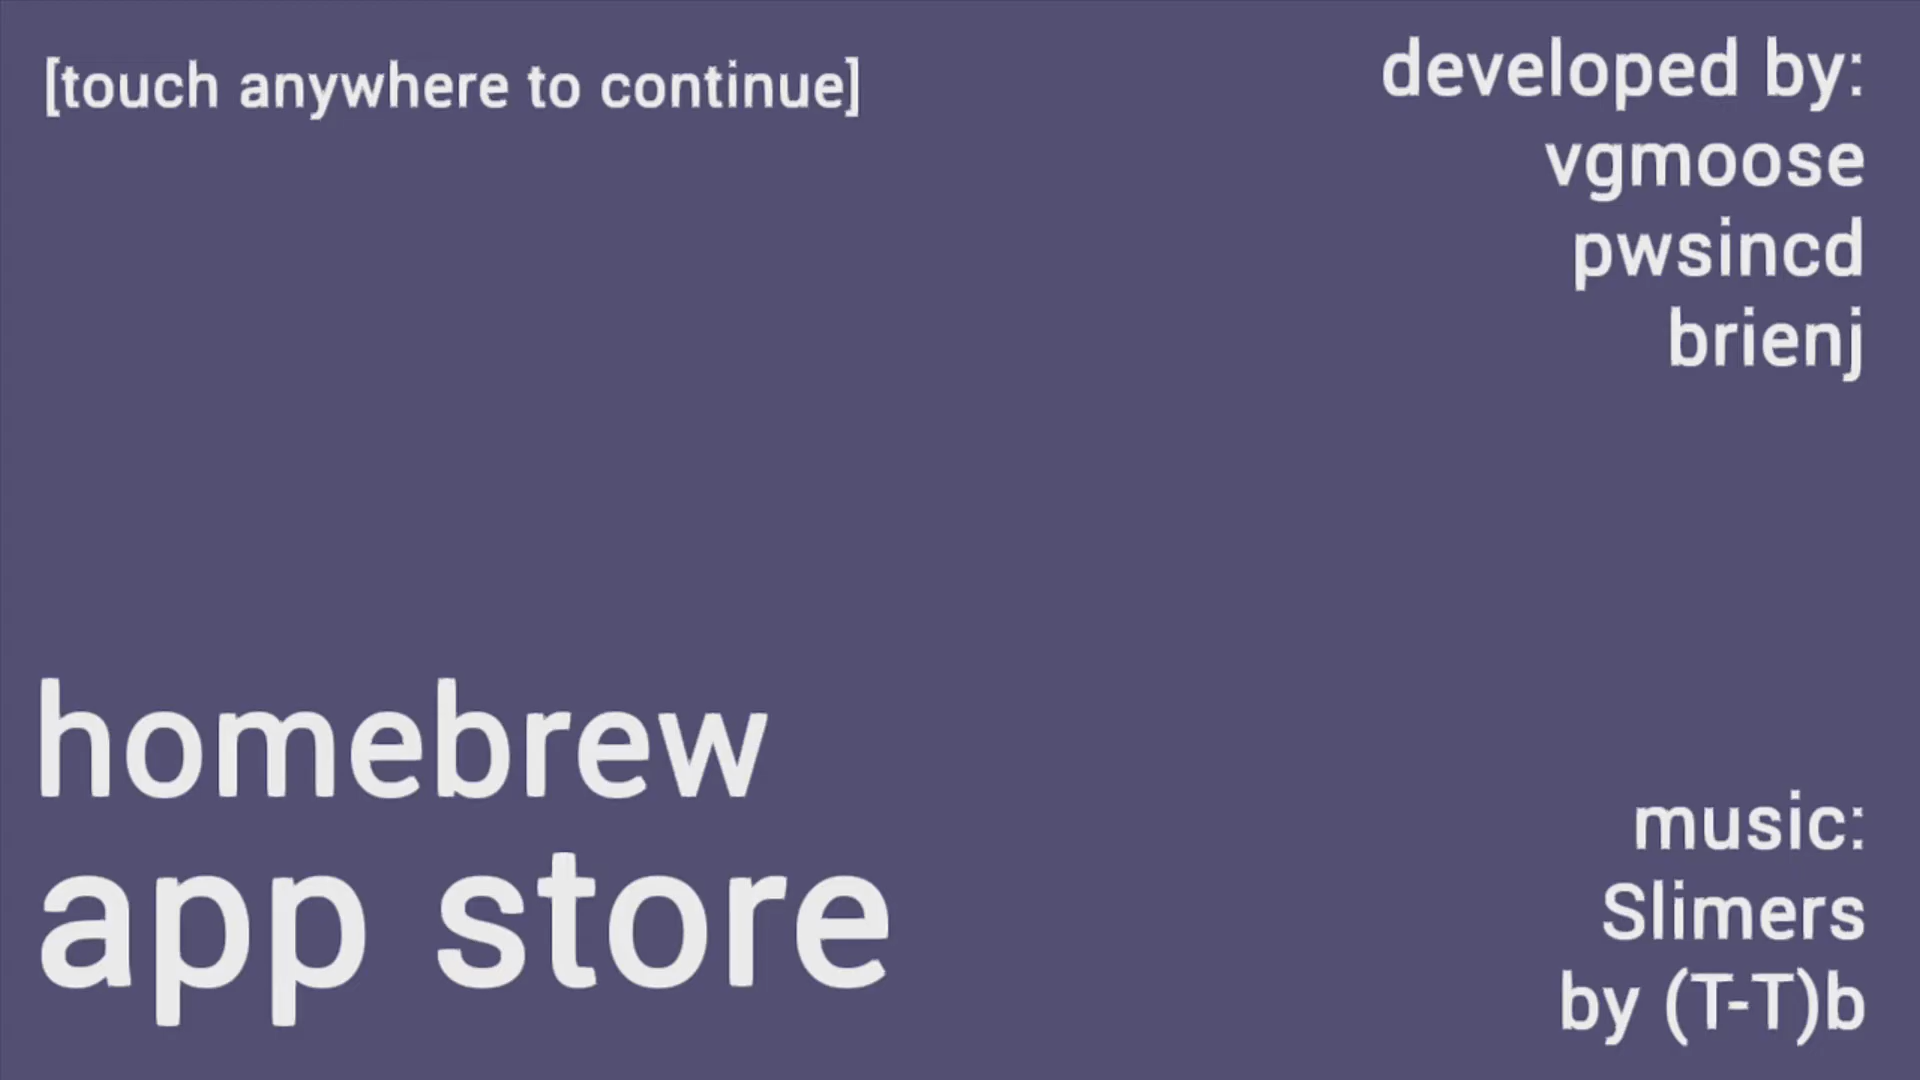 [touch anywhere to continue]
developed by:
vgmoose
pwsincd
brienj
homebrew
app store
music:
Slimers
by (T-T)b